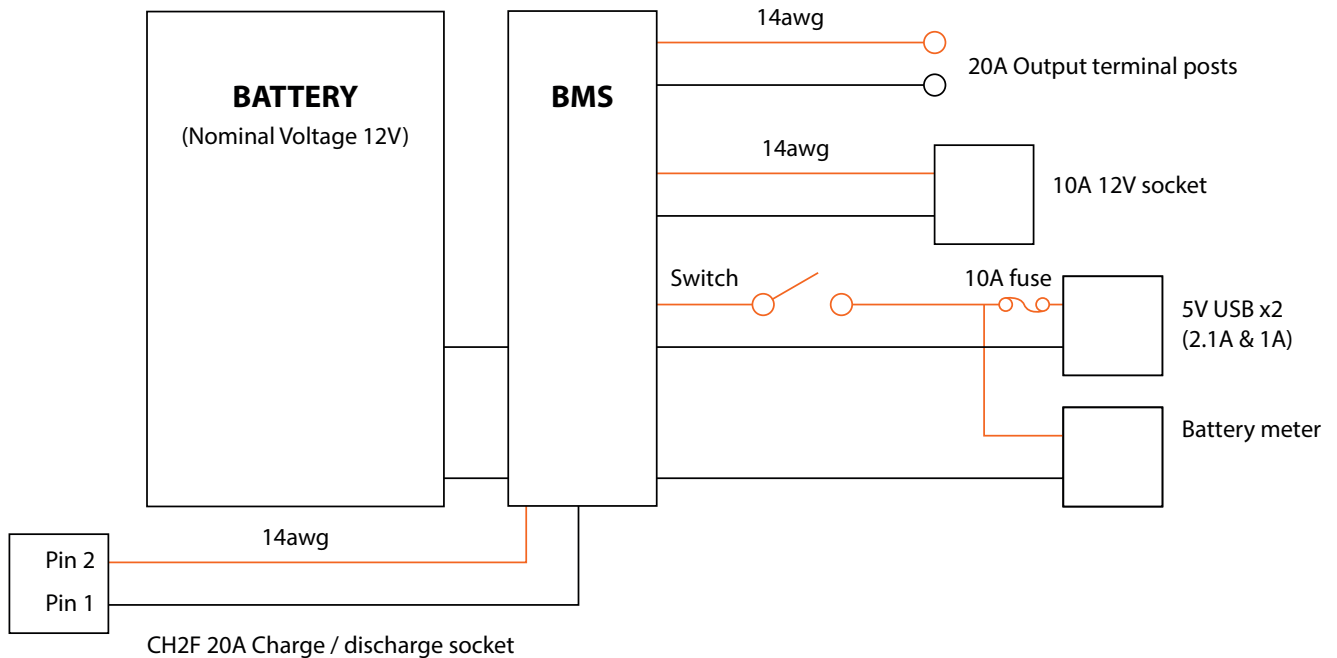 14awg
BATTERY
(Nominal Voltage 12V)
BMS
20A Output terminal posts
14awg
10A 12V socket
Switch
10A fuse
5V USB x2
(2.1A & 1A)
Battery meter
14awg
Pin 2
Pin 1
CH2F 20A Charge / discharge socket